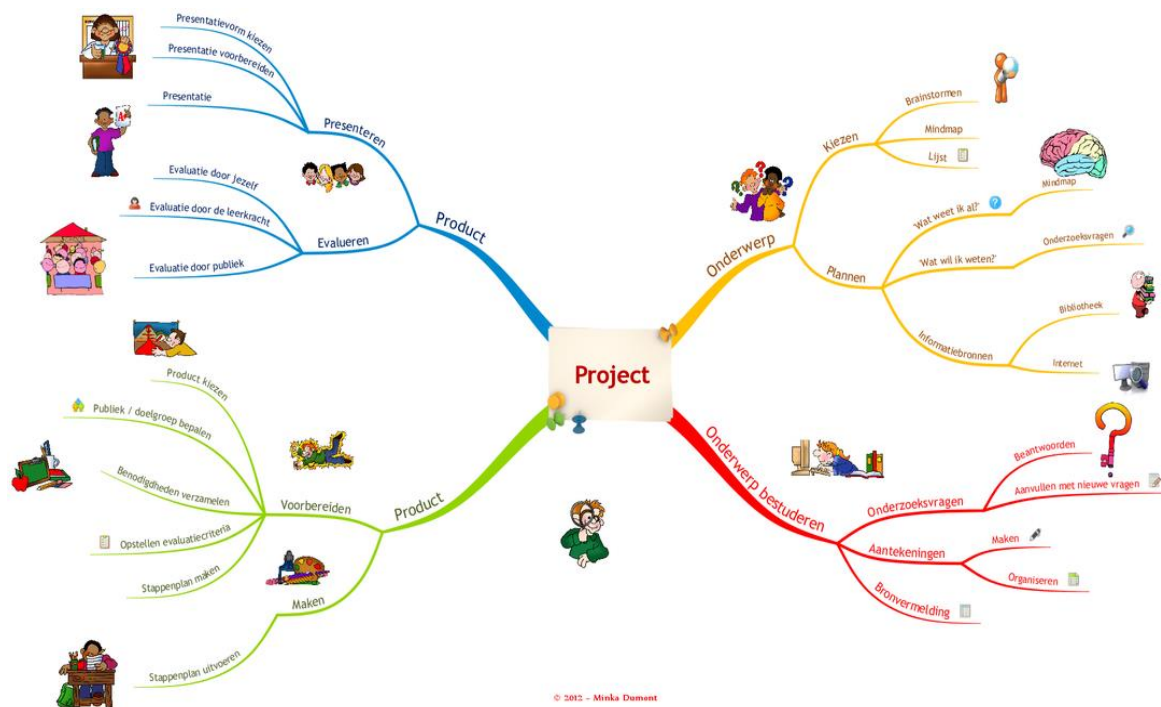 Project
Onderwerp
Kiezen
Brainstormen
Mindmap
Lijst
Plannen
'Wat weet ik al?'
Mindmap
'Wat wil ik weten?'
Onderzoeksvragen
Informatiebronnen
Bibliotheek
Internet
Onderwerp bestuderen
Onderzoeksvragen
Beantwoorden
Aanvullen met nieuwe vragen
Aantekeningen
Maken
Organiseren
Bronvermelding
Product
Voorbereiden
Product kiezen
Publiek / doelgroep bepalen
Benodigdheden verzamelen
Opstellen evaluatiecriteria
Stappenplan maken
Maken
Stappenplan uitvoeren
Product
Presenteren
Presentatievorm kiezen
Presentatie voorbereiden
Presentatie
Evalueren
Evaluatie door jezelf
Evaluatie door de leerkracht
Evaluatie door publiek
© 2012 - Minka Dumont